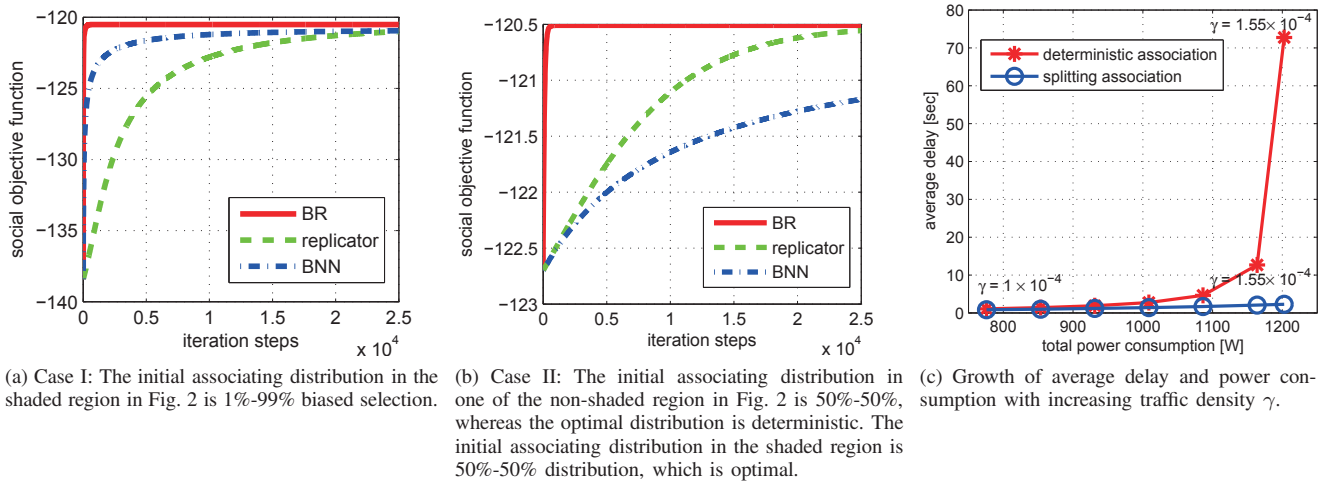 −120
−125
−130
−135
−140
social objective function
BR
replicator
BNN
0 0.5 1 1.5 2 2.5
iteration steps
x 10^4
(a) Case I: The initial associating distribution in the
shaded region in Fig. 2 is 1%-99% biased selection.
−120.5
−121
−121.5
−122
−122.5
−123
social objective function
BR
replicator
BNN
0 0.5 1 1.5 2 2.5
iteration steps
x 10^4
(b) Case II: The initial associating distribution in
one of the non-shaded region in Fig. 2 is 50%-50%,
whereas the optimal distribution is deterministic. The
initial associating distribution in the shaded region is
50%-50% distribution, which is optimal.
80
70
60
50
40
30
20
10
0
average delay [sec]
γ = 1.55× 10^−4
deterministic association
splitting association
γ = 1 × 10^−4
γ = 1.55× 10^−4
800 900 1000 1100 1200
total power consumption [W]
(c) Growth of average delay and power con-
sumption with increasing traffic density γ.